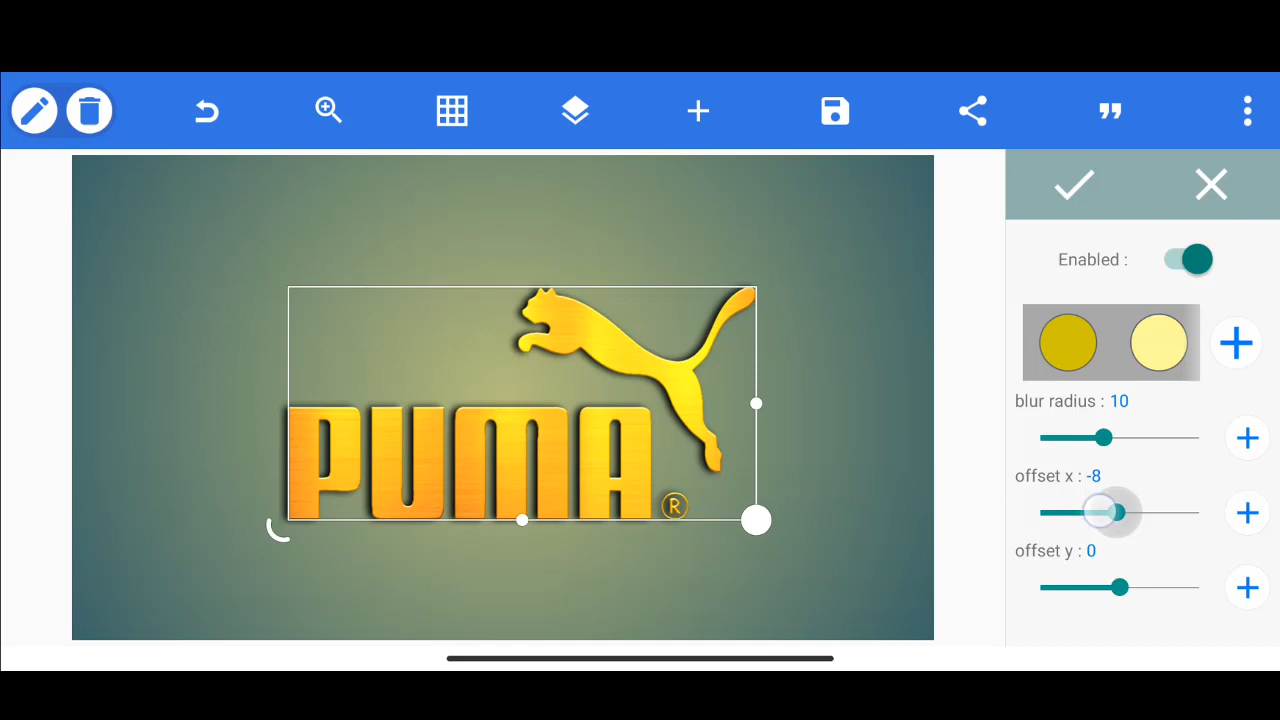 Enabled :
blur radius : 10
offset x : -8
offset y : 0
PUMA
®